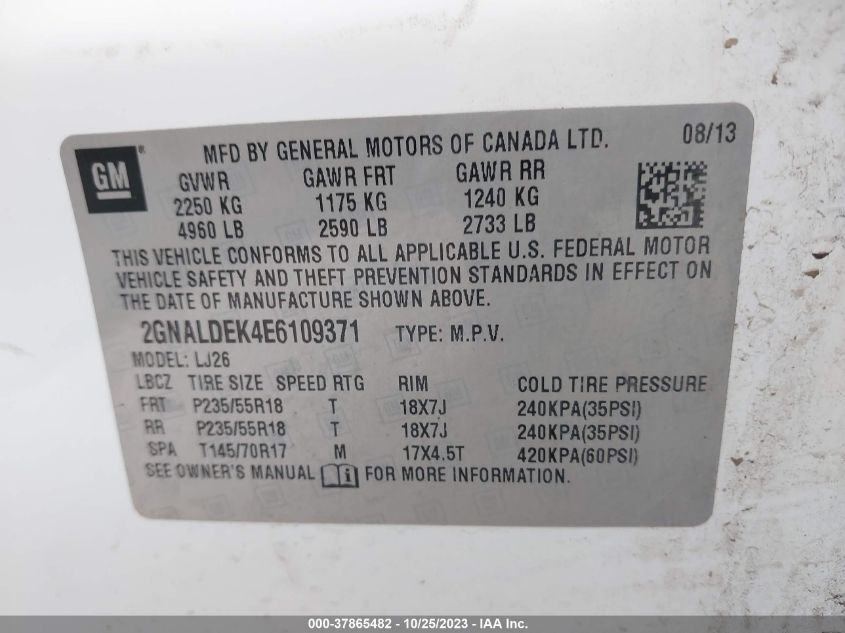 GM ®
MFD BY GENERAL MOTORS OF CANADA LTD. 08/13
GVWR GAWR FRT GAWR RR
2250 KG 1175 KG 1240 KG
4960 LB 2590 LB 2733 LB
THIS VEHICLE CONFORMS TO ALL APPLICABLE U.S. FEDERAL MOTOR
VEHICLE SAFETY AND THEFT PREVENTION STANDARDS IN EFFECT ON
THE DATE OF MANUFACTURE SHOWN ABOVE.
2GNALDEK4E6109371 TYPE: M.P.V.
MODEL: LJ26
LBCZ TIRE SIZE SPEED RTG RIM COLD TIRE PRESSURE
FRT P235/55R18 T 18X7J 240KPA(35PSI)
RR P235/55R18 T 18X7J 240KPA(35PSI)
SPA T145/70R17 M 17X4.5T 420KPA(60PSI)
SEE OWNER'S MANUAL FOR MORE INFORMATION.
000-37865482 - 10/25/2023 - IAA Inc.